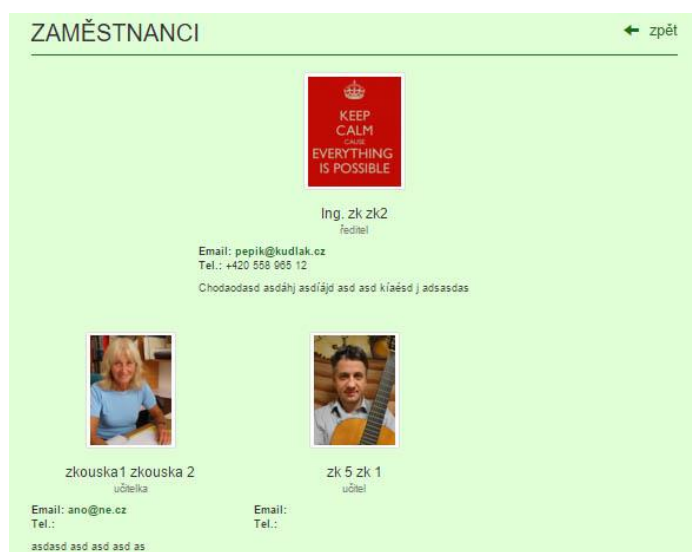 ZAMĚSTNANCI
zpět
KEEP
CALM
CAUSE
EVERYTHING
IS POSSIBLE
Ing. zk zk2
ředitel
Email: pepik@kudlak.cz
Tel.: +420 558 965 12
Chodaodasd asdáhj asdíájd asd asd kíaésd j adsasdas
zkouska1 zkouska 2
učitelka
Email: ano@ne.cz
Tel.:
asdasd asd asd asd as
zk 5 zk 1
učitel
Email:
Tel.: